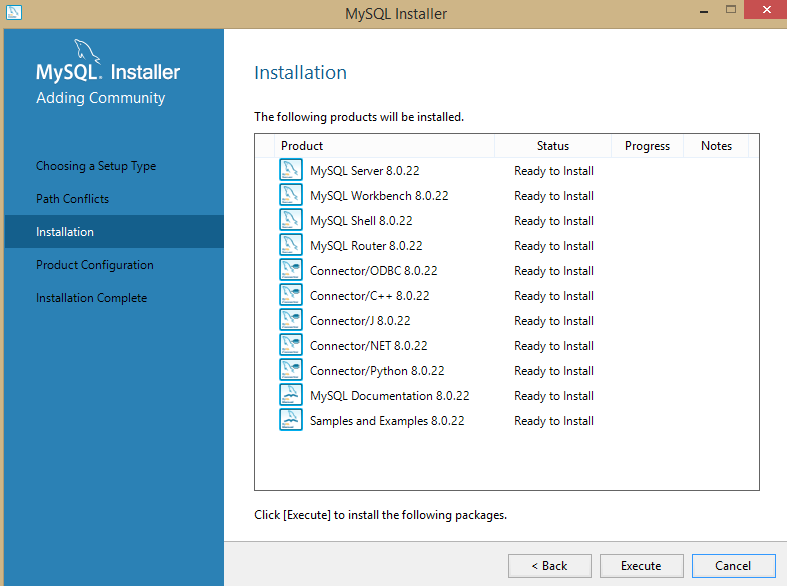 MySQL Installer
MySQL. Installer
Adding Community
Choosing a Setup Type
Path Conflicts
Installation
Product Configuration
Installation Complete
Installation
The following products will be installed.
Product Status Progress Notes
MySQL Server 8.0.22 Ready to Install
MySQL Workbench 8.0.22 Ready to Install
MySQL Shell 8.0.22 Ready to Install
MySQL Router 8.0.22 Ready to Install
Connector/ODBC 8.0.22 Ready to Install
Connector/C++ 8.0.22 Ready to Install
Connector/J 8.0.22 Ready to Install
Connector/NET 8.0.22 Ready to Install
Connector/Python 8.0.22 Ready to Install
MySQL Documentation 8.0.22 Ready to Install
Samples and Examples 8.0.22 Ready to Install
Click [Execute] to install the following packages.
< Back Execute Cancel